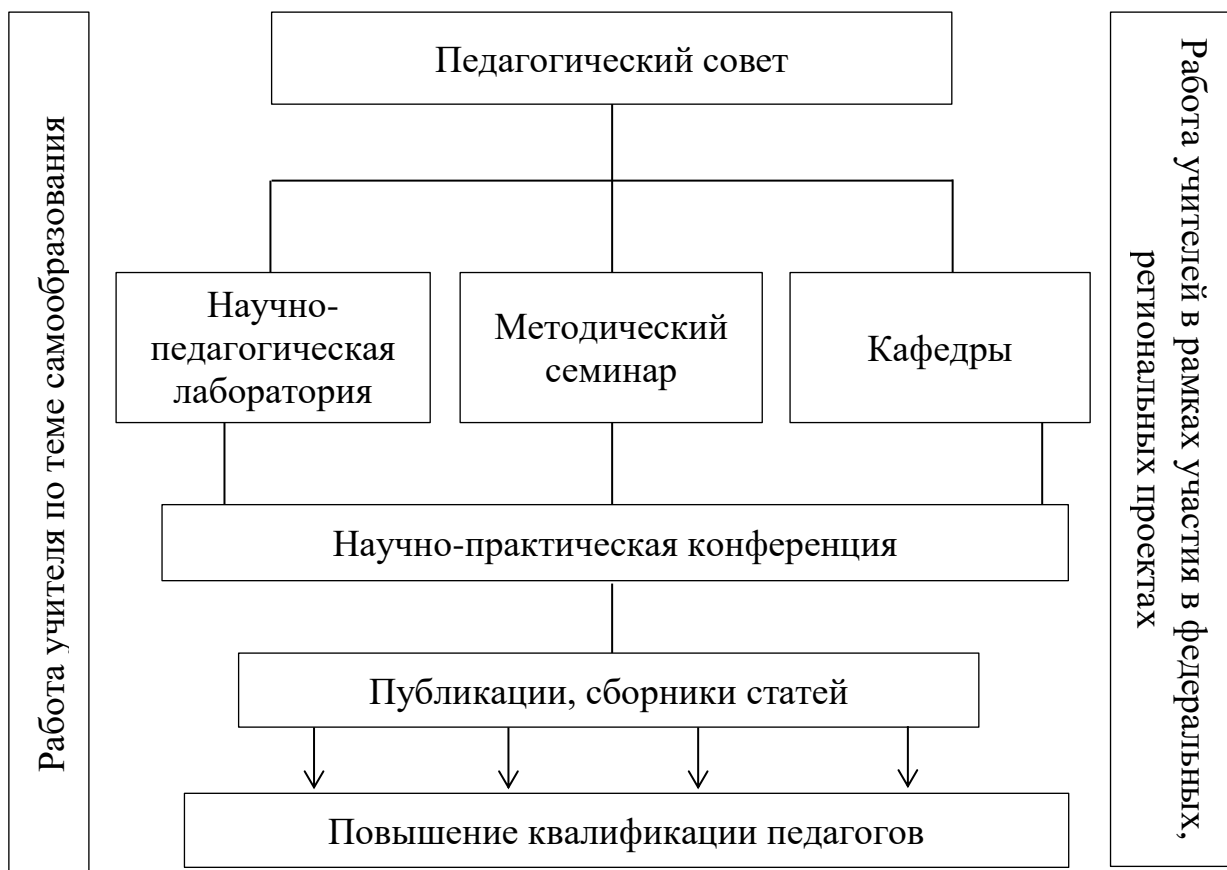 Работа учителя по теме самообразования
Педагогический совет
Научно-
педагогическая
лаборатория
Методический
семинар
Кафедры
Научно-практическая конференция
Публикации, сборники статей
Повышение квалификации педагогов
Работа учителей в рамках участия в федеральных,
региональных проектах